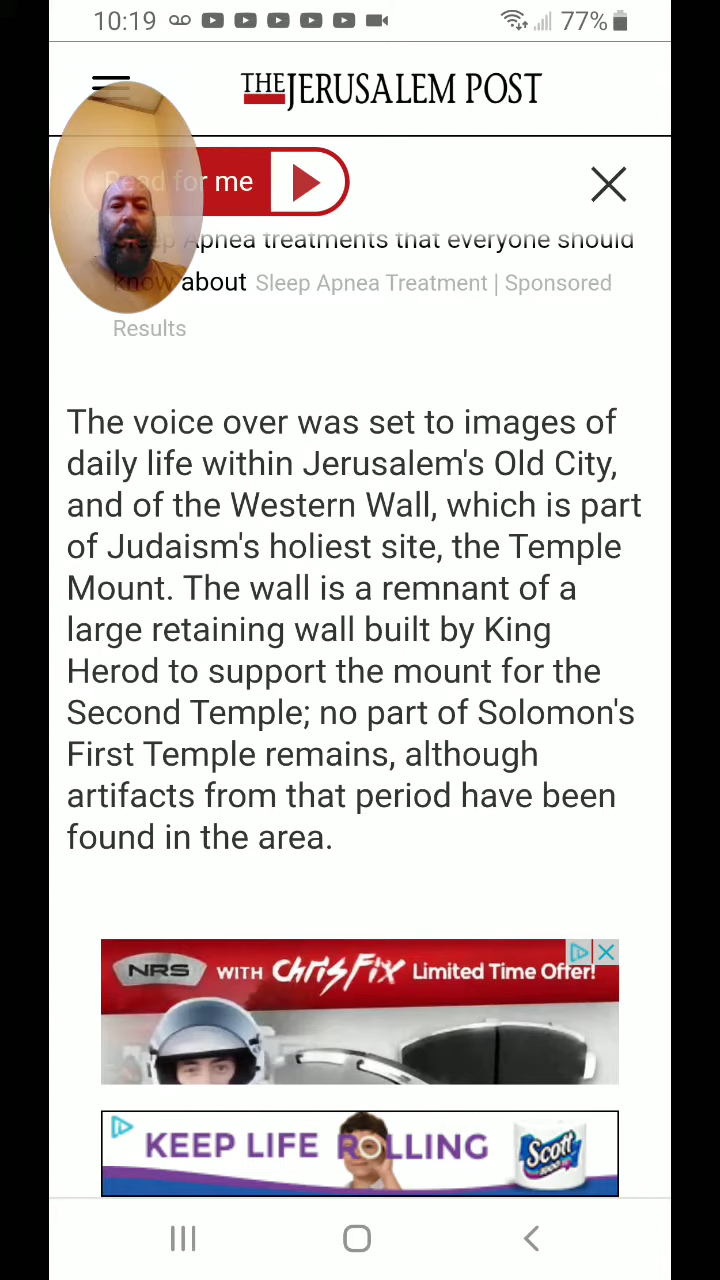 10:19
77%
THE JERUSALEM POST
Read for me
Sleep Apnea treatments that everyone should
know about Sleep Apnea Treatment | Sponsored
Results
The voice over was set to images of
daily life within Jerusalem's Old City,
and of the Western Wall, which is part
of Judaism's holiest site, the Temple
Mount. The wall is a remnant of a
large retaining wall built by King
Herod to support the mount for the
Second Temple; no part of Solomon's
First Temple remains, although
artifacts from that period have been
found in the area.
NRS WITH CHRISFIX Limited Time Offer!
KEEP LIFE ROLLING
Scott
1000